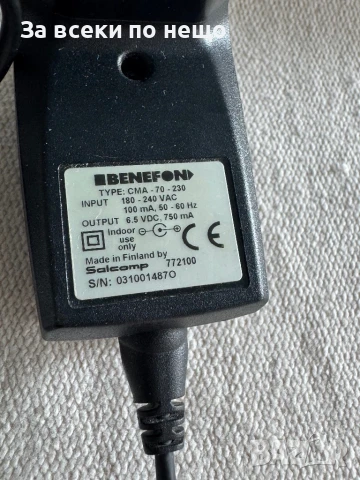 За всеки по нещо
BENEFON
TYPE: CMA - 70 - 230
INPUT 180 - 240 VAC
100 mA, 50 - 60 Hz
OUTPUT 6.5 VDC, 750 mA
Indoor
use
only
CE
Made in Finland by
Salcomp 772100
S/N: 0310014870